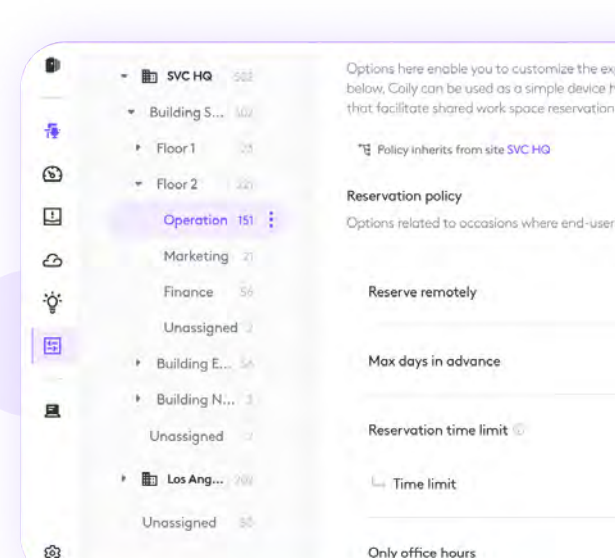 SVC HQ
Building S...
Floor 1
Floor 2
Operation 151
Marketing 21
Finance 56
Unassigned
Building E...
Building N...
Unassigned
Los Ang...
Unassigned
Options here enable you to customize the ex
below, Coily can be used as a simple device h
that facilitate shared work space reservation
Policy inherits from site SVC HQ
Reservation policy
Options related to occasions where end-user
Reserve remotely
Max days in advance
Reservation time limit
Time limit
Only office hours